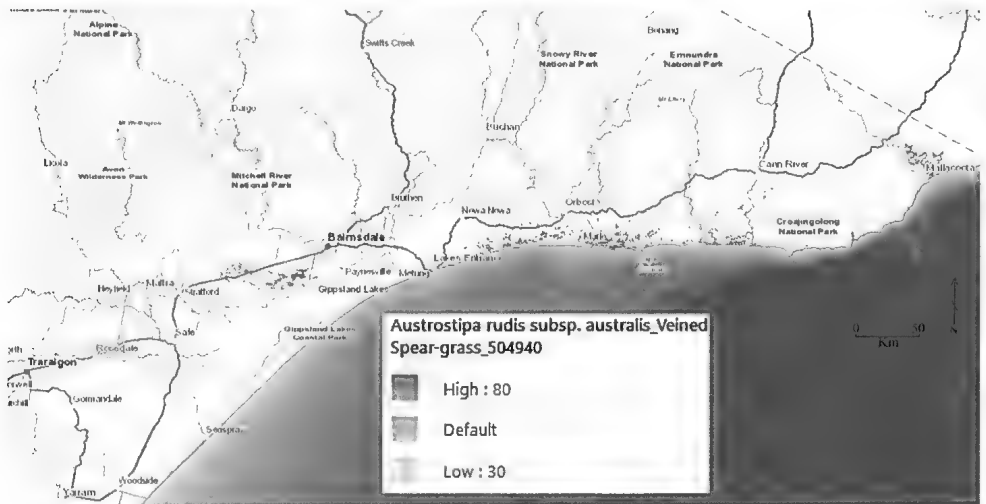 Alpine
National Park
Swifts Creek
Bonang
Snowy River
National Park
Errinundra
National Park
Dargo
Buchan
Licola
Avon
Wilderness Park
Mitchell River
National Park
Cann River
Mallacoota
Bruthen
Nowa Nowa
Orbost
Croajingolong
National Park
Bairnsdale
Lakes Entrance
Paynesville
Metung
Heyfield
Maffra
Stratford
Gippsland Lakes
Sale
Gippsland Lakes
Coastal Park
Rosedale
Traralgon
Gormandale
Seaspray
Woodside
Yarram
0 50
Km
Austrostipa rudis subsp. australis_Veined
Spear-grass_504940
High : 80
Default
Low : 30